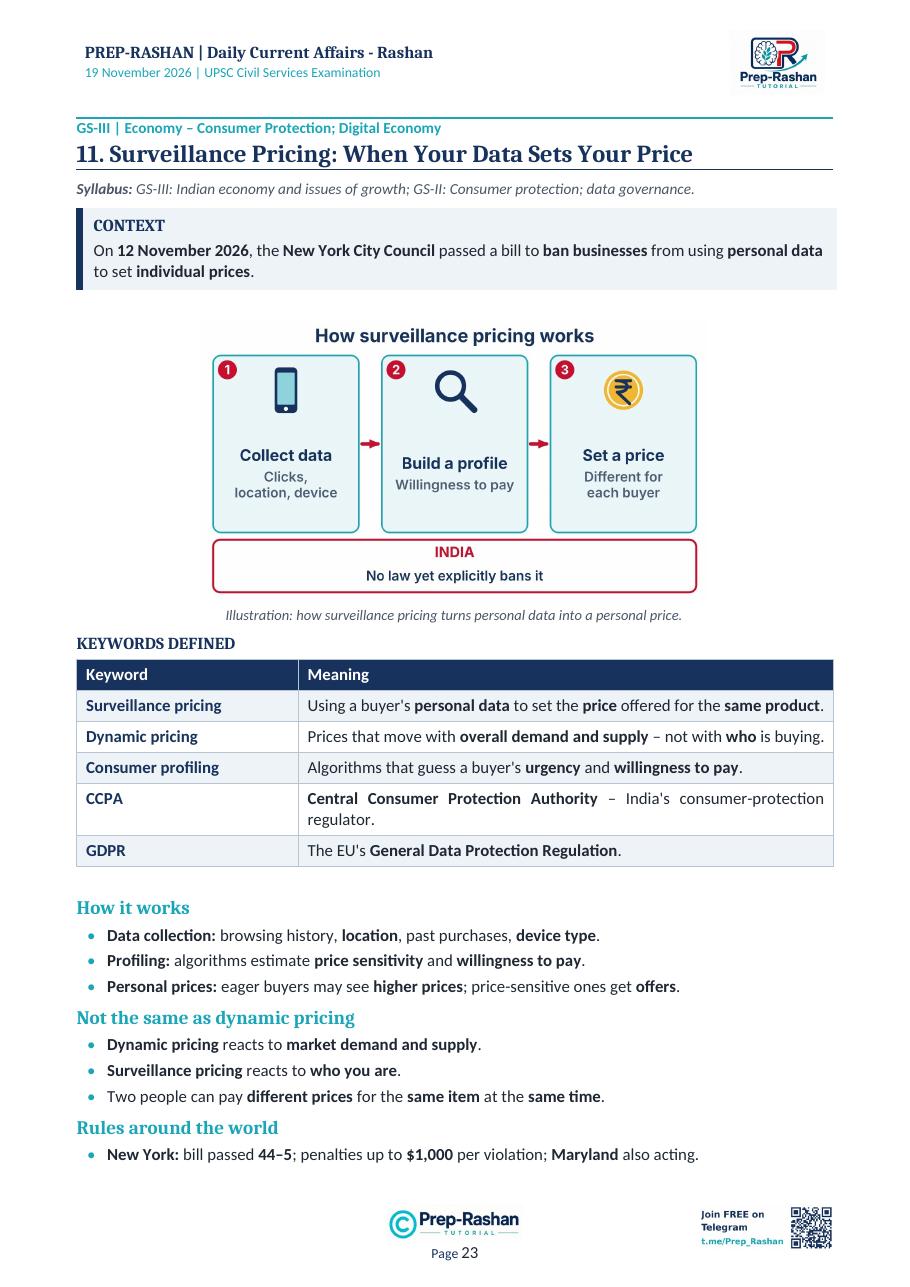 PREP-RASHAN | Daily Current Affairs - Rashan
19 November 2026 | UPSC Civil Services Examination
Prep-Rashan
TUTORIAL
GS-III | Economy – Consumer Protection; Digital Economy
11. Surveillance Pricing: When Your Data Sets Your Price
Syllabus: GS-III: Indian economy and issues of growth; GS-II: Consumer protection; data governance.
CONTEXT
On 12 November 2026, the New York City Council passed a bill to ban businesses from using personal data
to set individual prices.
How surveillance pricing works
1
Collect data
Clicks,
location, device
2
Build a profile
Willingness to pay
3
₹
Set a price
Different for
each buyer
INDIA
No law yet explicitly bans it
Illustration: how surveillance pricing turns personal data into a personal price.
KEYWORDS DEFINED
Keyword Meaning
Surveillance pricing Using a buyer's personal data to set the price offered for the same product.
Dynamic pricing Prices that move with overall demand and supply – not with who is buying.
Consumer profiling Algorithms that guess a buyer's urgency and willingness to pay.
CCPA Central Consumer Protection Authority – India's consumer-protection
regulator.
GDPR The EU's General Data Protection Regulation.
How it works
• Data collection: browsing history, location, past purchases, device type.
• Profiling: algorithms estimate price sensitivity and willingness to pay.
• Personal prices: eager buyers may see higher prices; price-sensitive ones get offers.
Not the same as dynamic pricing
• Dynamic pricing reacts to market demand and supply.
• Surveillance pricing reacts to who you are.
• Two people can pay different prices for the same item at the same time.
Rules around the world
• New York: bill passed 44–5; penalties up to $1,000 per violation; Maryland also acting.
© Prep-Rashan
TUTORIAL
Page 23
Join FREE on
Telegram
t.me/Prep_Rashan